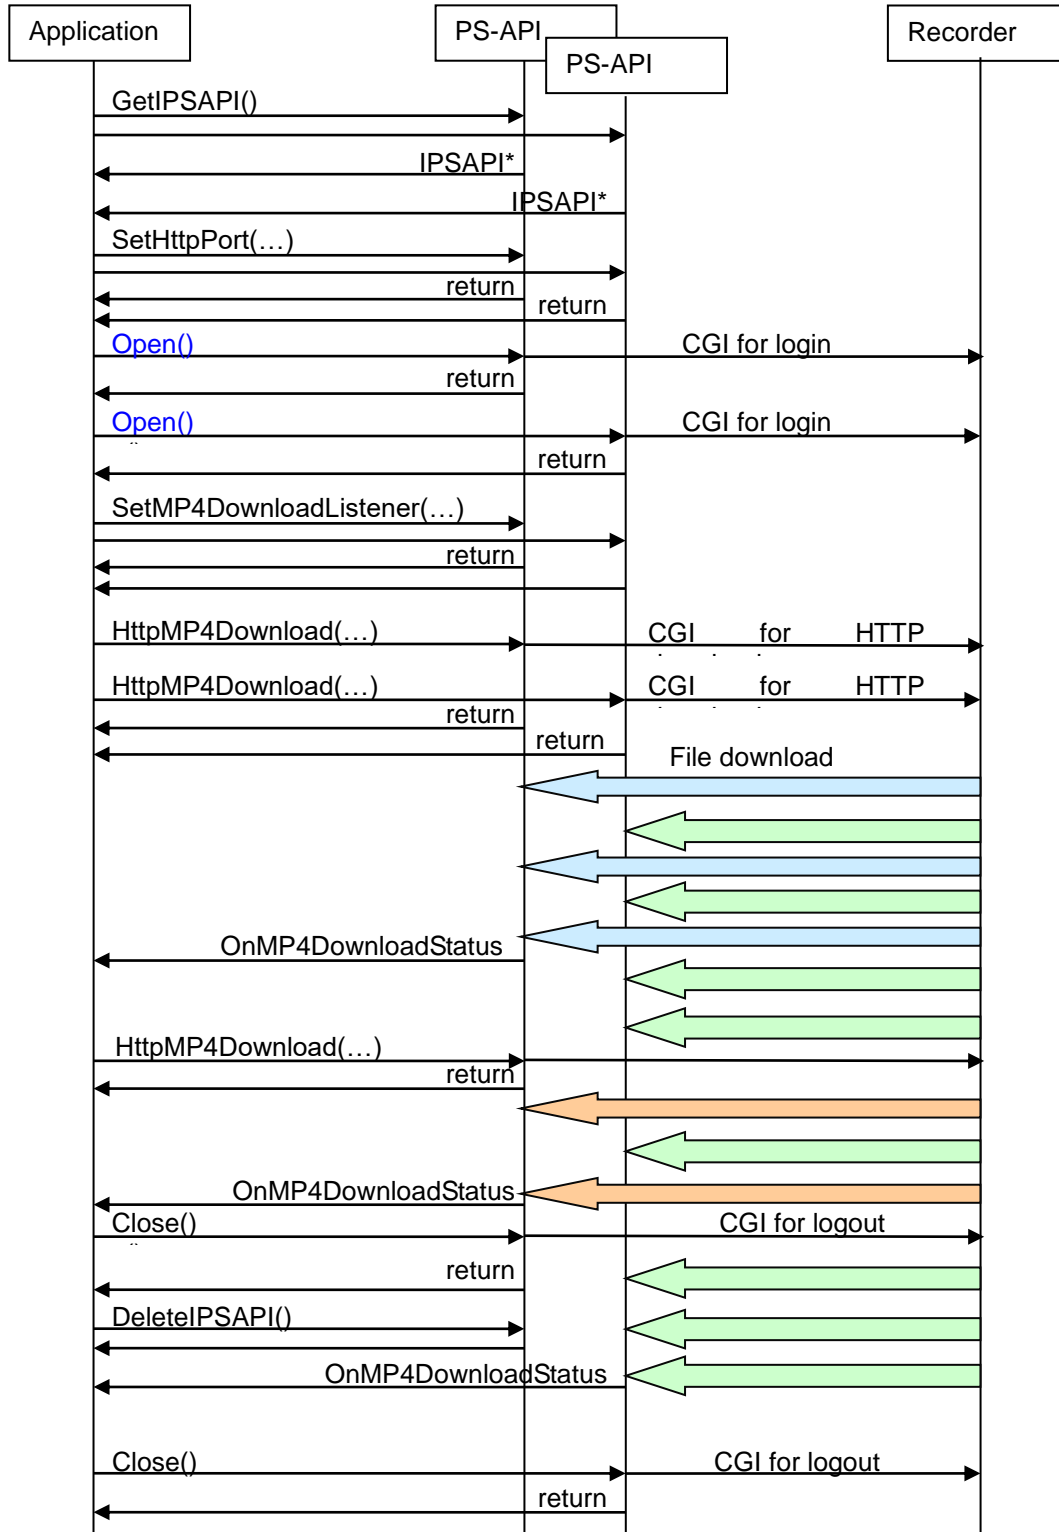 Application
PS-API
Recorder
PS-API
GetIPSAPI()
IPSAPI*
IPSAPI*
SetHttpPort(…)
return
return
Open()
CGI for login
return
Open()
CGI for login
return
SetMP4DownloadListener(…)
return
HttpMP4Download(…)
CGI for HTTP
HttpMP4Download(…)
CGI for HTTP
return
return
File download
OnMP4DownloadStatus
HttpMP4Download(…)
return
OnMP4DownloadStatus
Close()
CGI for logout
return
DeleteIPSAPI()
OnMP4DownloadStatus
Close()
CGI for logout
return